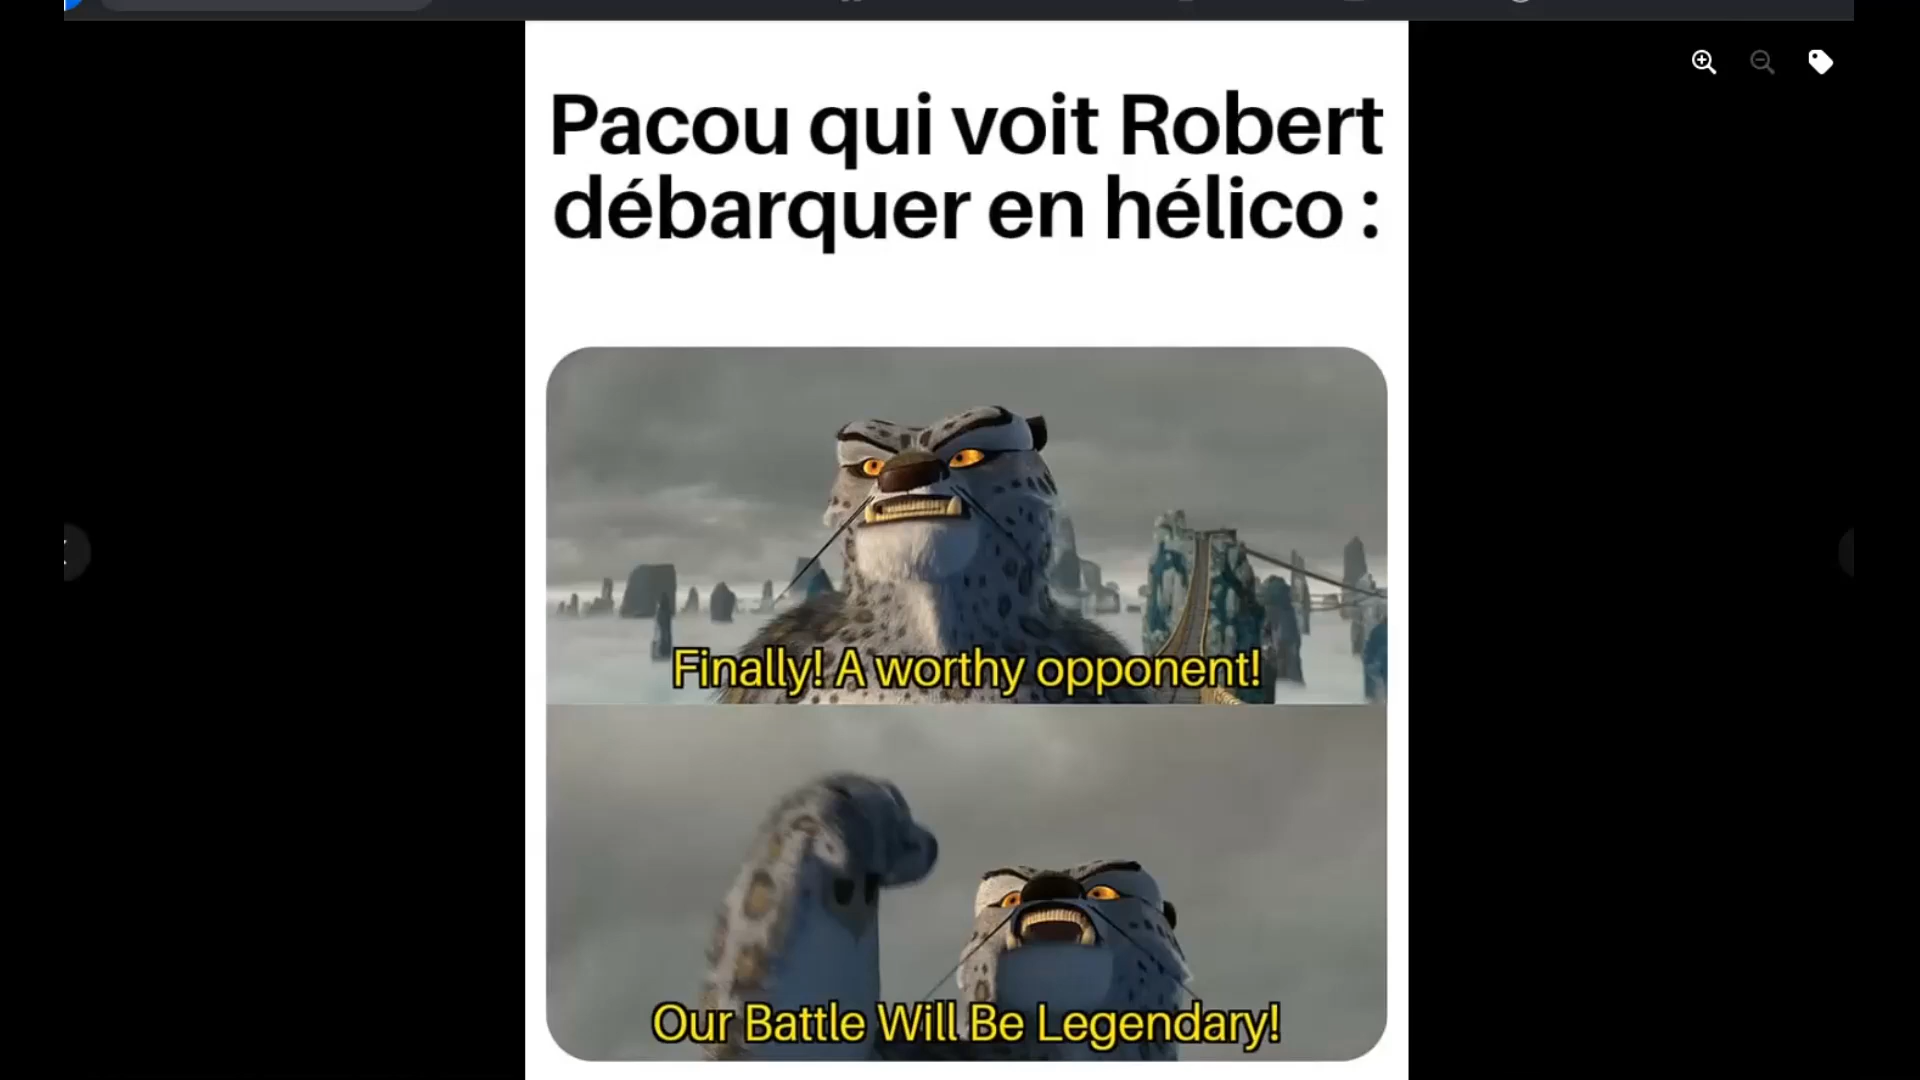 Pacou qui voit Robert
débarquer en hélico :
Finally! A worthy opponent!
Our Battle Will Be Legendary!